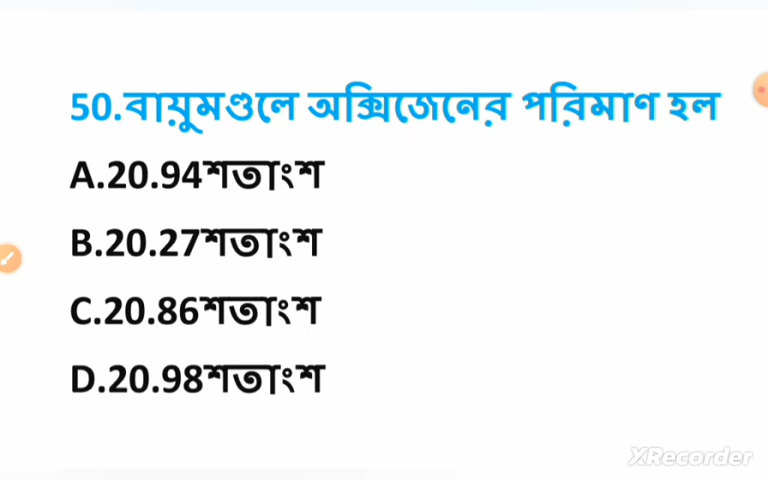 50.বায়ুমণ্ডলে অক্সিজেনের পরিমাণ হল
A.20.94শতাংশ
B.20.27শতাংশ
C.20.86শতাংশ
D.20.98শতাংশ
XRecorder